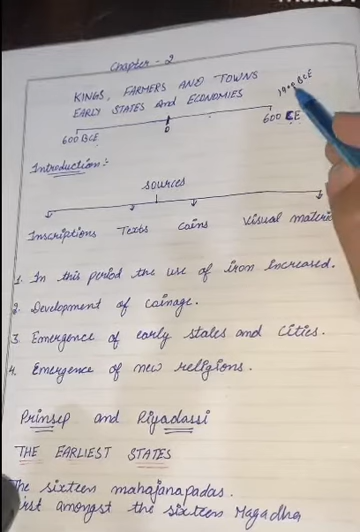 Chapter - 2
KINGS, FARMERS AND TOWNS
EARLY STATES And ECONOMIES
1900 BCE
600 BCE
0
600 CE
Introduction:-
Sources
Inscriptions Texts Coins Visual materi
1. In this period the use of iron increased.
2. Development of coinage.
3. Emergence of early states and cities.
4. Emergence of new religions.
Prinsep and Piyadassi
THE EARLIEST STATES
The sixteen mahajanapadas.
irst amongst the sixteen Magadha